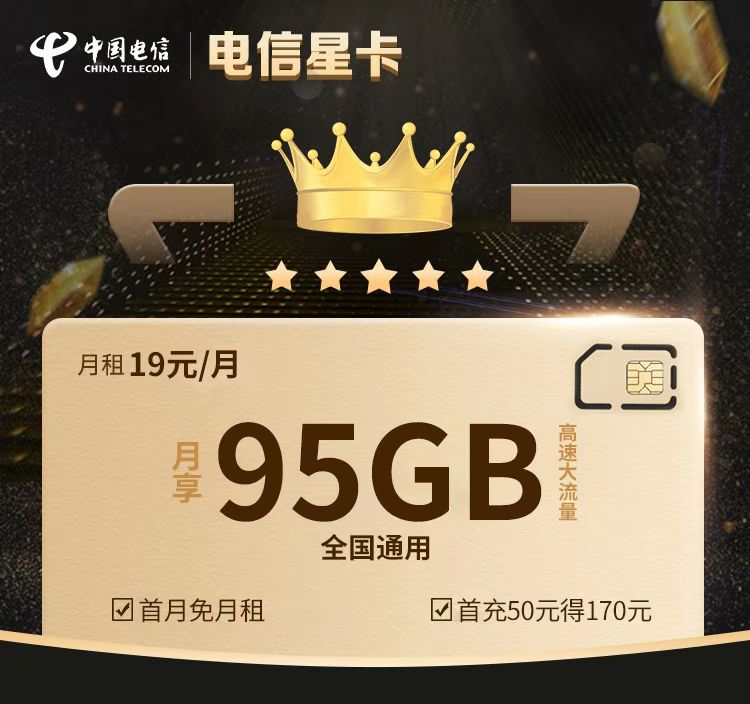 中国电信
CHINA TELECOM
电信星卡
月租19元/月
月享
95GB
高速大流量
全国通用
首月免月租
首充50元得170元